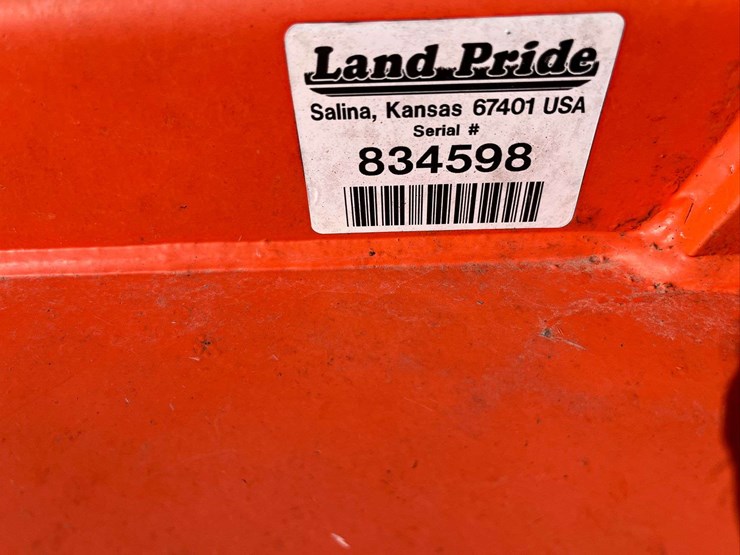 Land Pride
Salina, Kansas 67401 USA
Serial #
834598